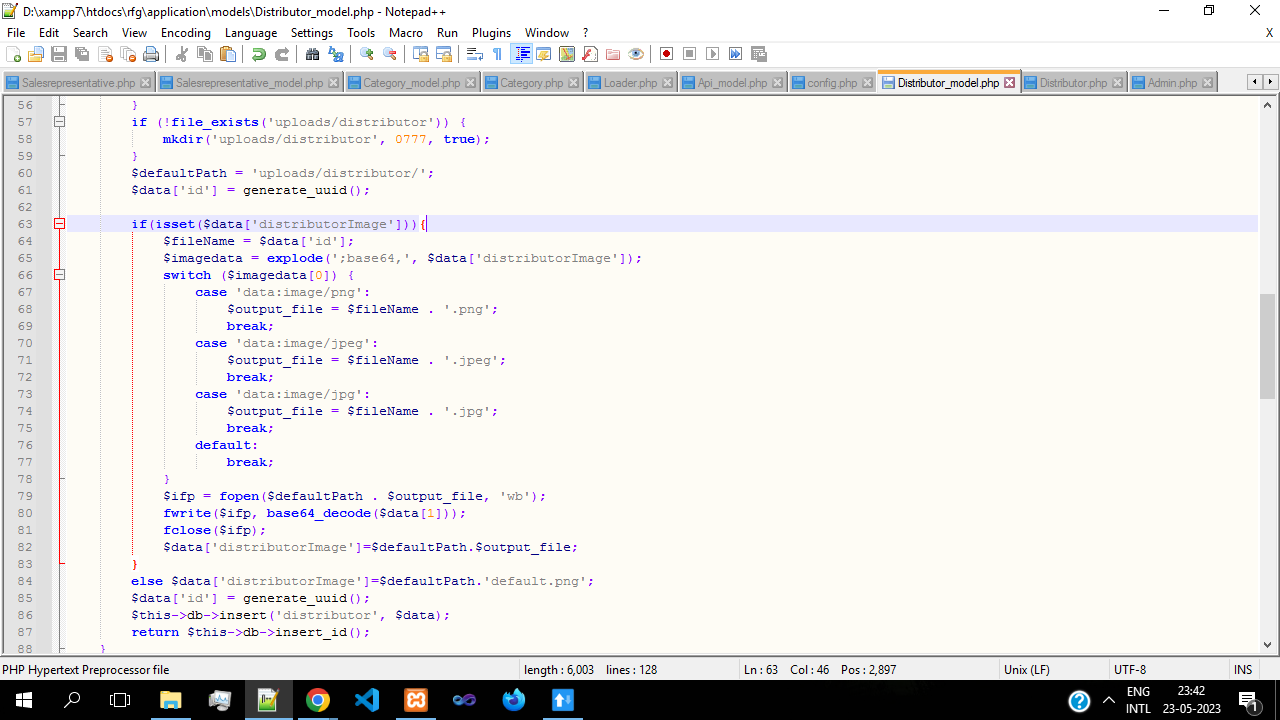 D:\xampp7\htdocs\rfg\application\models\Distributor_model.php - Notepad++
File Edit Search View Encoding Language Settings Tools Macro Run Plugins Window ? X
Salesrepresentative.php Salesrepresentative_model.php Category_model.php Category.php Loader.php Api_model.php config.php Distributor_model.php Distributor.php Admin.php
56 }
57 if (!file_exists('uploads/distributor')) {
58 mkdir('uploads/distributor', 0777, true);
59 }
60 $defaultPath = 'uploads/distributor/';
61 $data['id'] = generate_uuid();
62
63 if(isset($data['distributorImage'])){
64 $fileName = $data['id'];
65 $imagedata = explode(';base64,', $data['distributorImage']);
66 switch ($imagedata[0]) {
67 case 'data:image/png':
68 $output_file = $fileName . '.png';
69 break;
70 case 'data:image/jpeg':
71 $output_file = $fileName . '.jpeg';
72 break;
73 case 'data:image/jpg':
74 $output_file = $fileName . '.jpg';
75 break;
76 default:
77 break;
78 }
79 $ifp = fopen($defaultPath . $output_file, 'wb');
80 fwrite($ifp, base64_decode($data[1]));
81 fclose($ifp);
82 $data['distributorImage']=$defaultPath.$output_file;
83 }
84 else $data['distributorImage']=$defaultPath.'default.png';
85 $data['id'] = generate_uuid();
86 $this->db->insert('distributor', $data);
87 return $this->db->insert_id();
88 }
PHP Hypertext Preprocessor file length : 6,003 lines : 128 Ln : 63 Col : 46 Pos : 2,897 Unix (LF) UTF-8 INS
ENG 23:42
INTL 23-05-2023 1